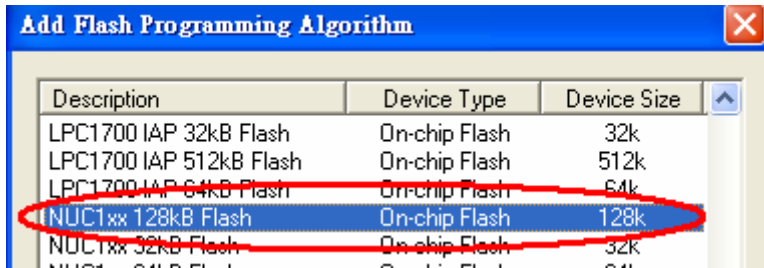 Add Flash Programming Algorithm
Description Device Type Device Size
LPC1700 IAP 32kB Flash On-chip Flash 32k
LPC1700 IAP 512kB Flash On-chip Flash 512k
LPC1700 IAP 64kB Flash On-chip Flash 64k
NUC1xx 128kB Flash On-chip Flash 128k
NUC1xx 32kB Flash On-chip Flash 32k